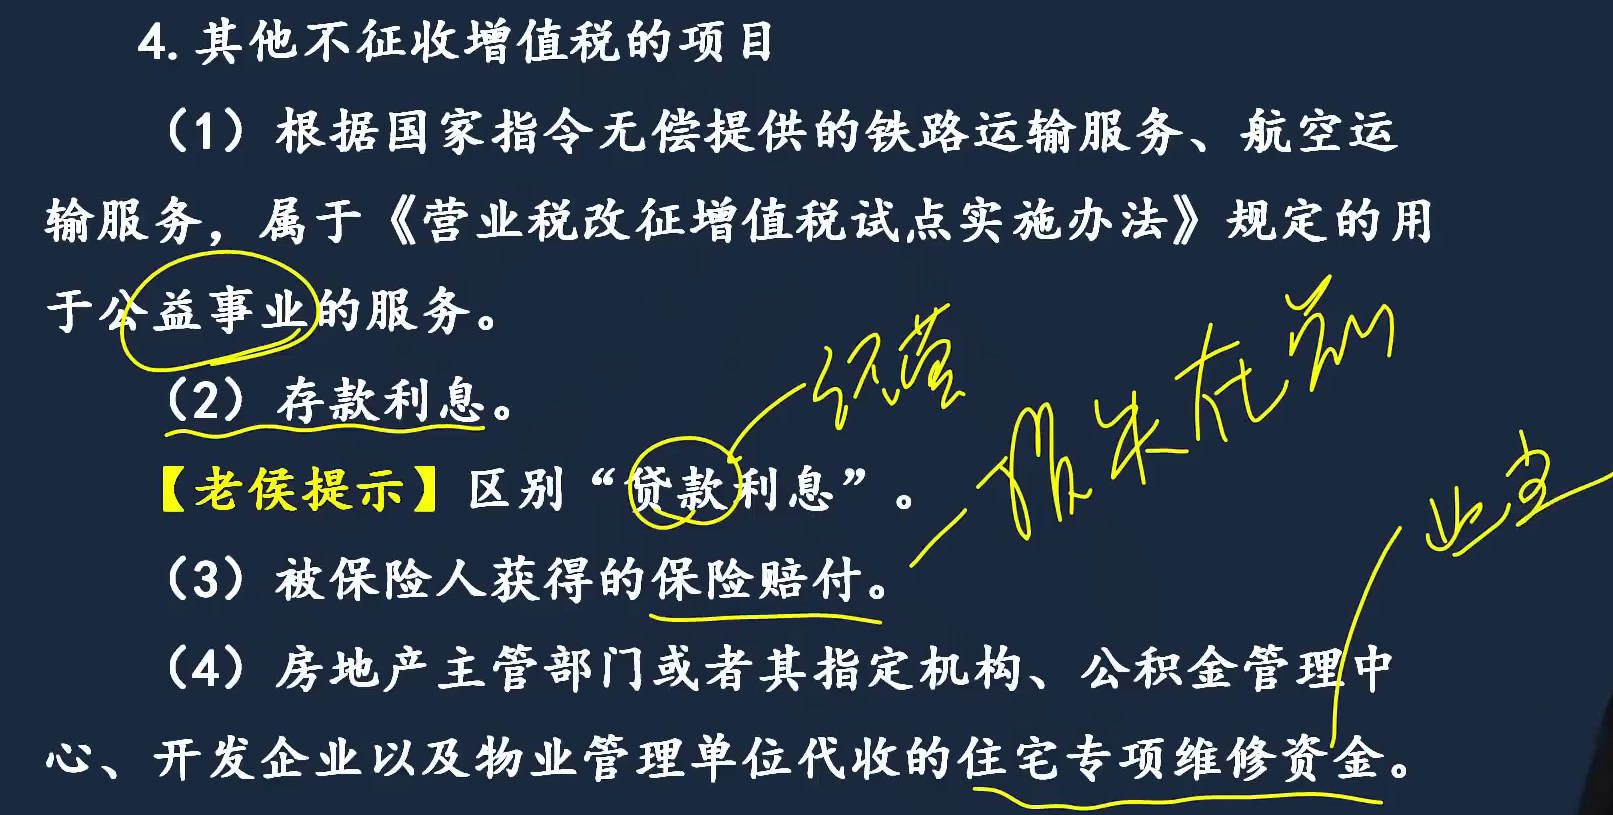 4.其他不征收增值税的项目
（1）根据国家指令无偿提供的铁路运输服务、航空运
输服务，属于《营业税改征增值税试点实施办法》规定的用
于公益事业的服务。
（2）存款利息。
经营
【老侯提示】区别“贷款利息”。
（3）被保险人获得的保险赔付。
业主
（4）房地产主管部门或者其指定机构、公积金管理中
心、开发企业以及物业管理单位代收的住宅专项维修资金。